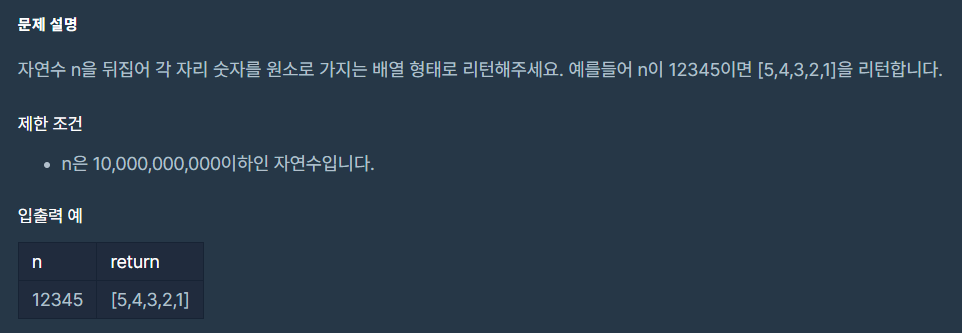 문제 설명
자연수 n을 뒤집어 각 자리 숫자를 원소로 가지는 배열 형태로 리턴해주세요. 예를들어 n이 12345이면 [5,4,3,2,1]을 리턴합니다.
제한 조건
• n은 10,000,000,000이하인 자연수입니다.
입출력 예
n return
12345 [5,4,3,2,1]